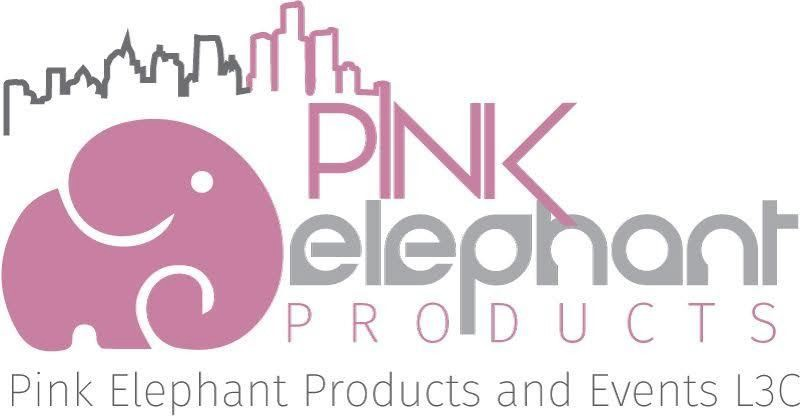 PINK
elephant
PRODUCTS
Pink Elephant Products and Events L3C